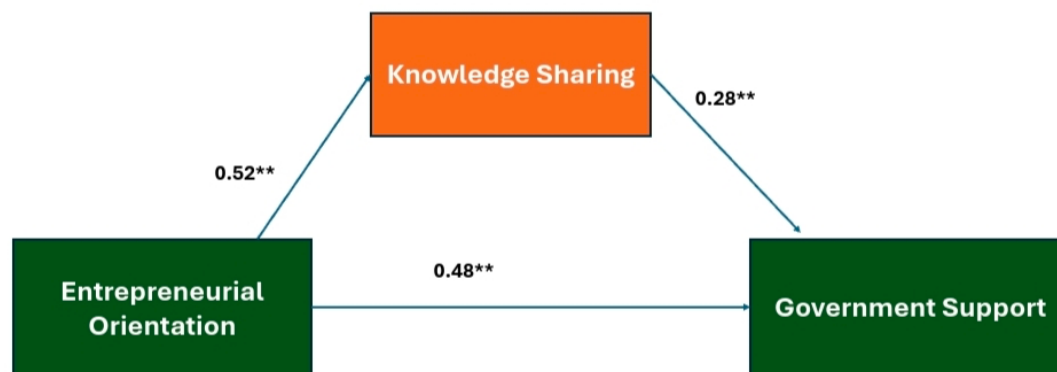 Knowledge Sharing
0.28**
0.52**
0.48**
Entrepreneurial
Orientation
Government Support